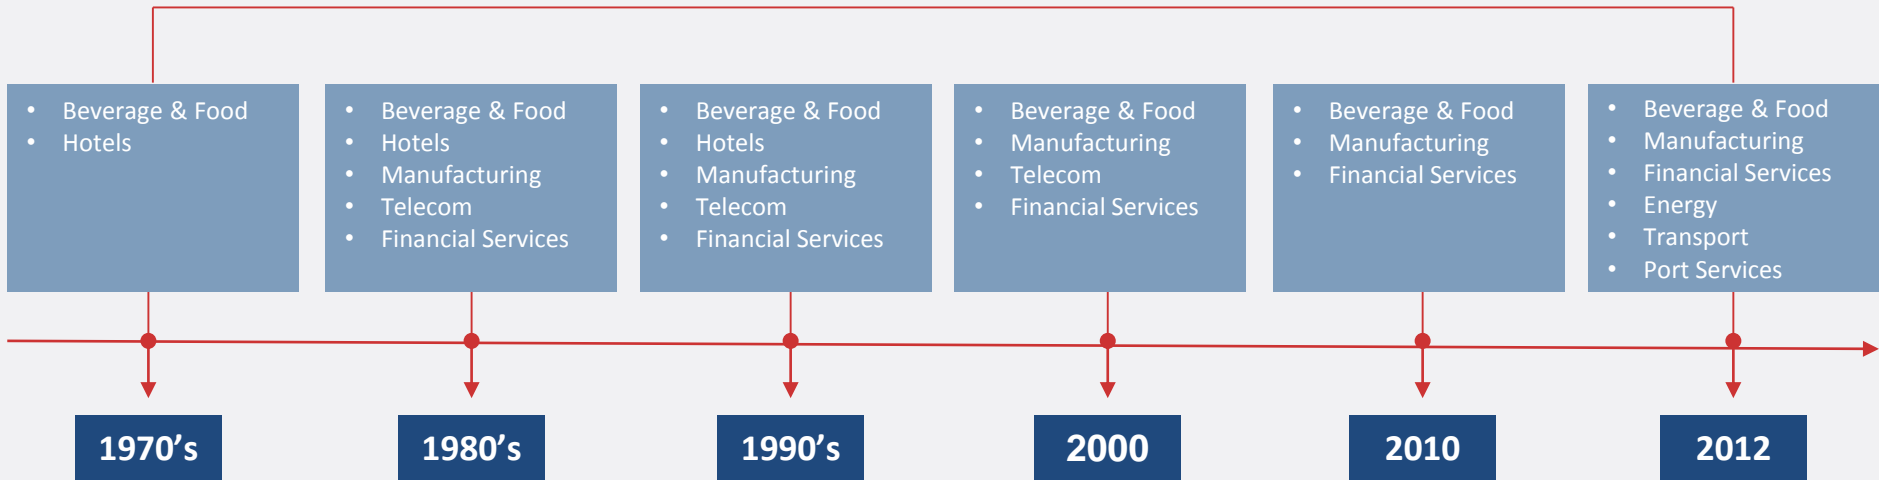 • Beverage & Food
• Hotels
• Beverage & Food
• Hotels
• Manufacturing
• Telecom
• Financial Services
• Beverage & Food
• Hotels
• Manufacturing
• Telecom
• Financial Services
• Beverage & Food
• Manufacturing
• Telecom
• Financial Services
• Beverage & Food
• Manufacturing
• Financial Services
• Beverage & Food
• Manufacturing
• Financial Services
• Energy
• Transport
• Port Services
1970’s
1980’s
1990’s
2000
2010
2012